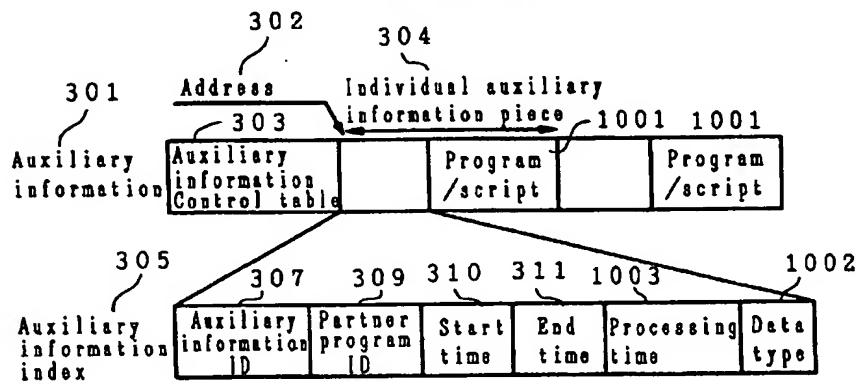 302
304
Address
Individual auxiliary
information piece
301
303
1001
1001
Auxiliary
information
Auxiliary
information
Control table
Program
/script
Program
/script
305
307
309
310
311
1003
1002
Auxiliary
information
index
Auxiliary
information
ID
Partner
program
ID
Start
time
End
time
Processing
time
Data
type